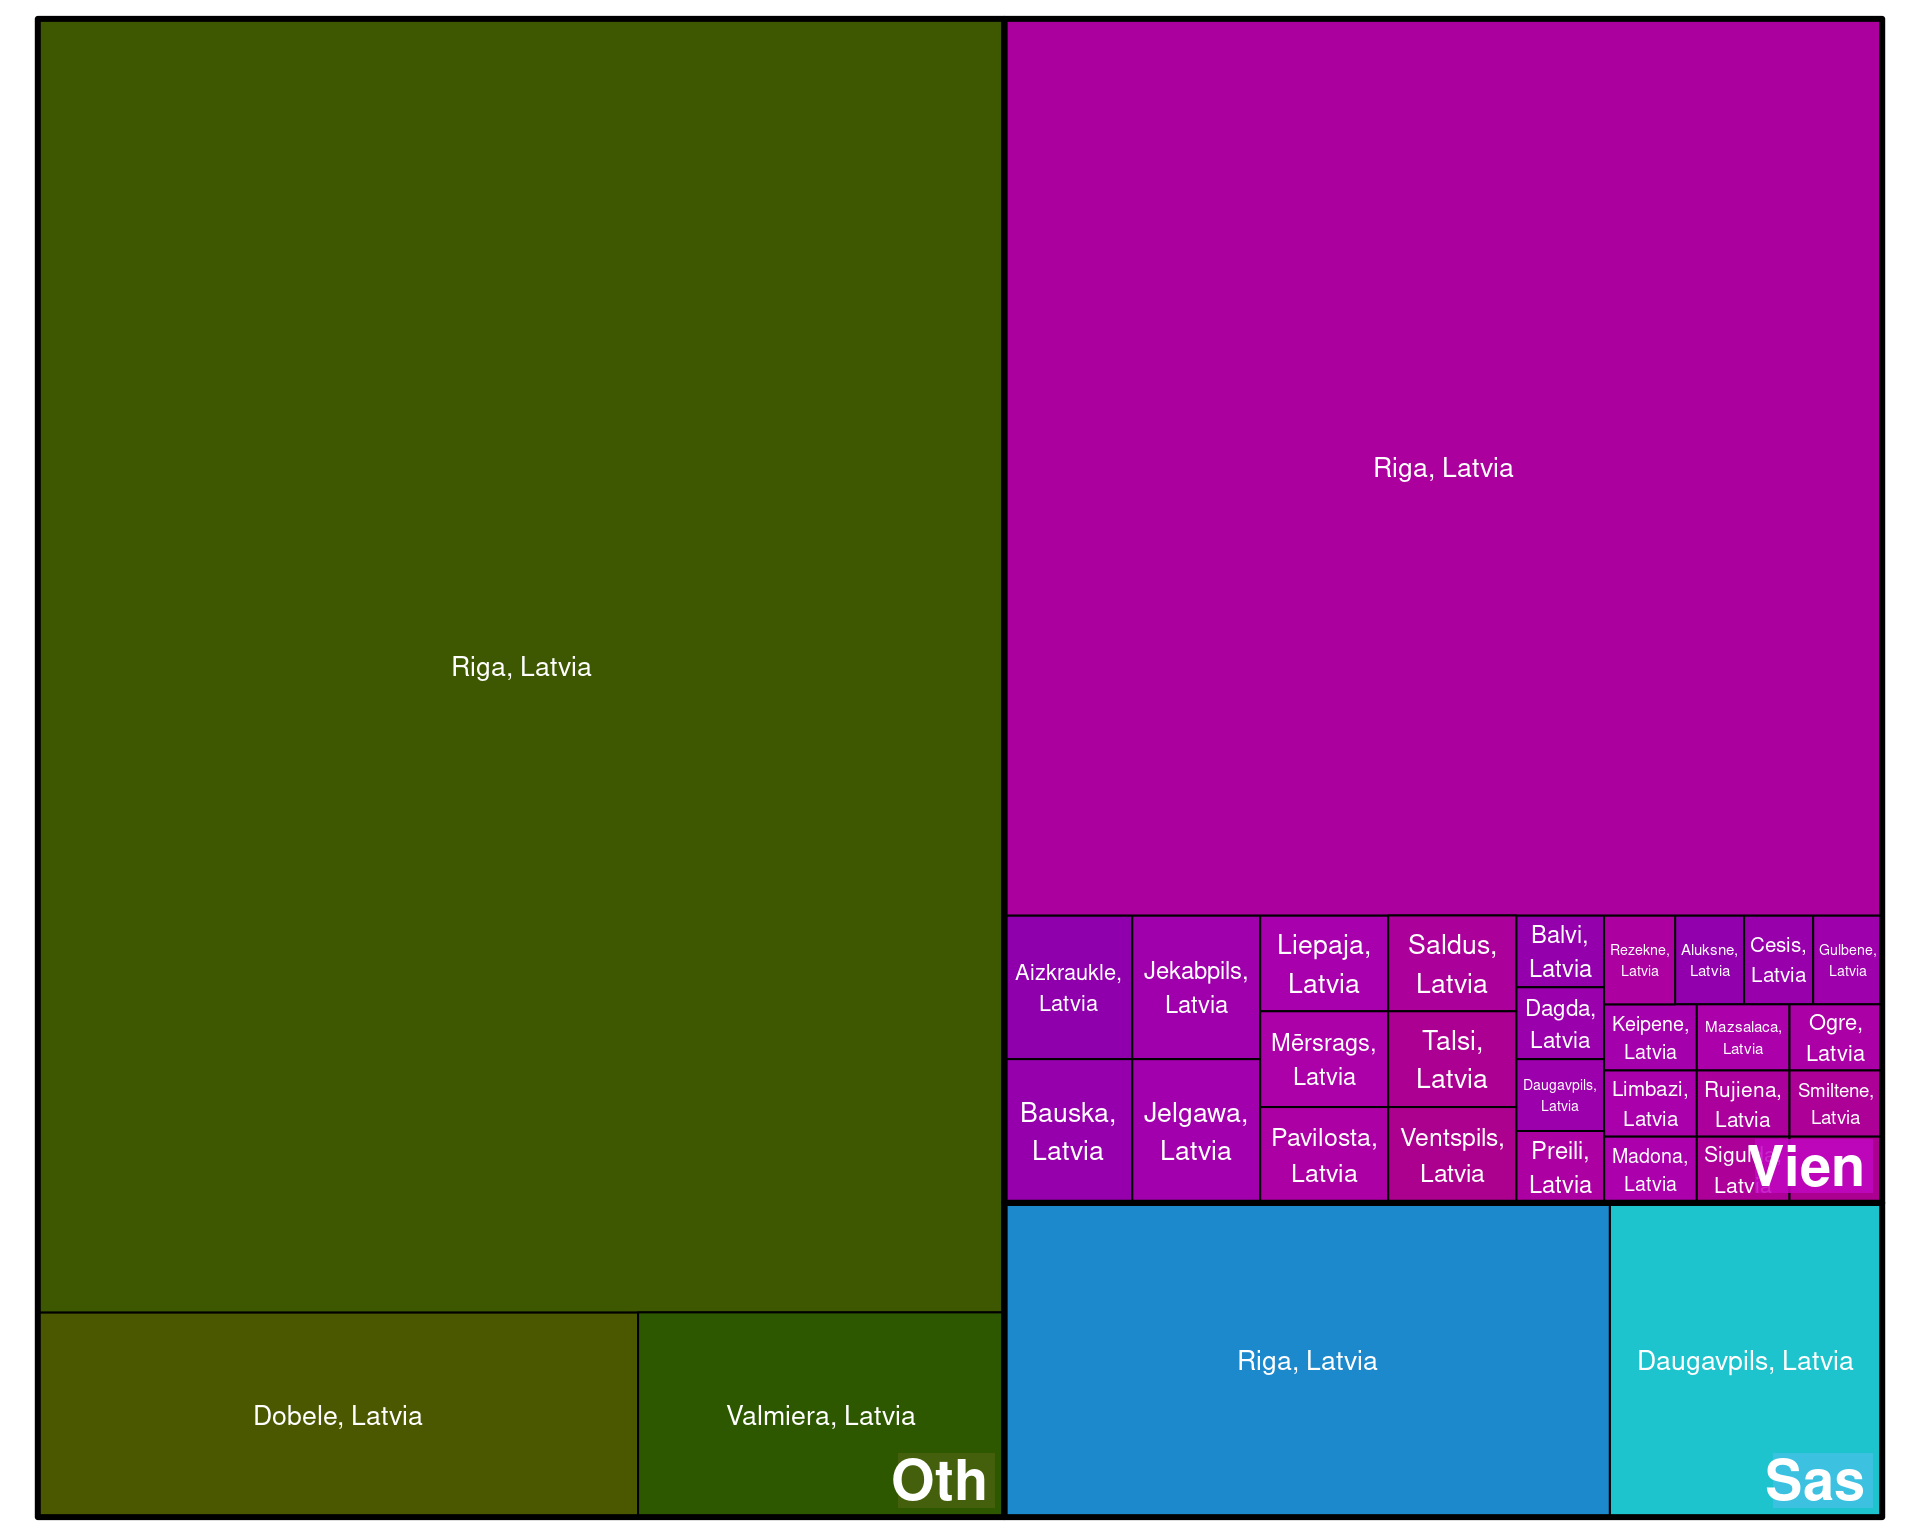 Riga, Latvia
Dobele, Latvia
Valmiera, Latvia
Oth
Riga, Latvia
Aizkraukle,
Latvia
Bauska,
Latvia
Jekabpils,
Latvia
Jelgawa,
Latvia
Liepaja,
Latvia
Mērsrags,
Latvia
Pavilosta,
Latvia
Saldus,
Latvia
Talsi,
Latvia
Ventspils,
Latvia
Balvi,
Latvia
Dagda,
Latvia
Daugavpils,
Latvia
Preili,
Latvia
Rezekne,
Latvia
Aluksne,
Latvia
Cesis,
Latvia
Gulbene,
Latvia
Keipene,
Latvia
Mazsalaca,
Latvia
Ogre,
Latvia
Limbazi,
Latvia
Rujiena,
Latvia
Smiltene,
Latvia
Madona,
Latvia
Vien
Riga, Latvia
Daugavpils, Latvia
Sas